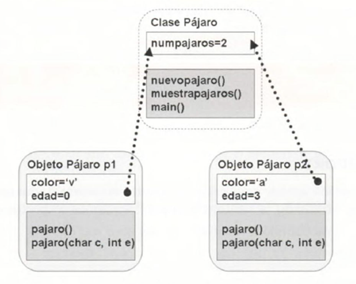 Clase Pájaro
numpajaros=2
nuevopajaro()
muestrapajaros()
main()
Objeto Pájaro p1
color='v'
edad=0
pajaro()
pajaro(char c, int e)
Objeto Pájaro p2
color='a'
edad=3
pajaro()
pajaro(char c, int e)